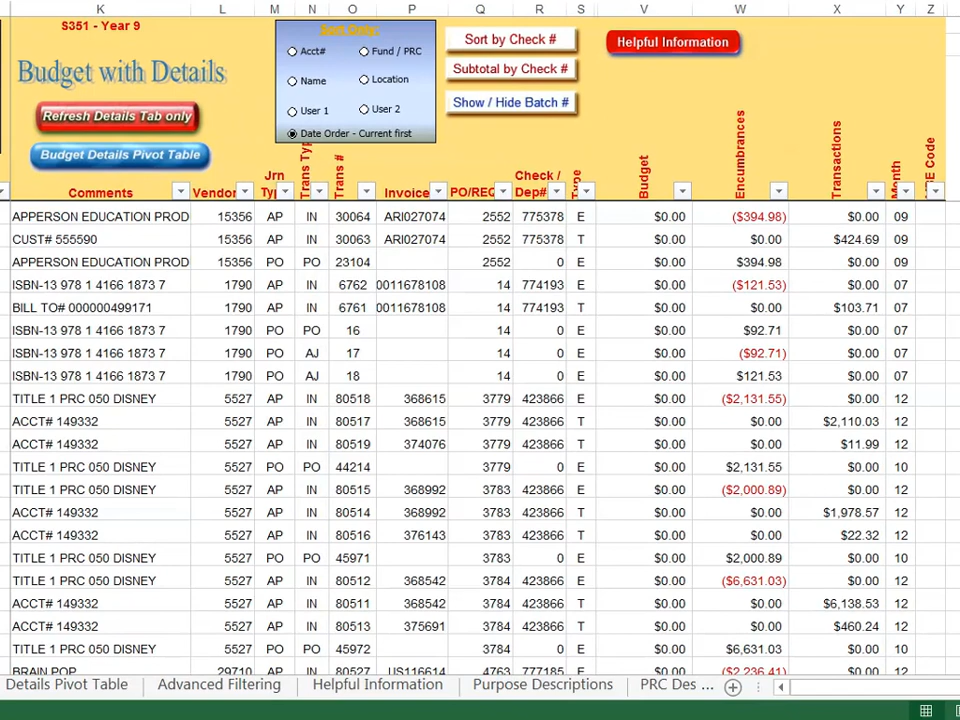 K L M N O P Q R S V W X Y Z
S351 - Year 9
Budget with Details
Refresh Details Tab only
Budget Details Pivot Table
Sort Only:
Acct# Fund / PRC
Name Location
User 1 User 2
Date Order - Current first
Sort by Check #
Subtotal by Check #
Show / Hide Batch #
Helpful Information
Comments Vendor Jrn Trans # Invoice PO/REQ Check / Dep# Budget Encumbrances Transactions Month Code
APPERSON EDUCATION PROD 15356 AP IN 30064 ARI027074 2552 775378 E $0.00 ($394.98) $0.00 09
CUST# 555590 15356 AP IN 30063 ARI027074 2552 775378 T $0.00 $0.00 $424.69 09
APPERSON EDUCATION PROD 15356 PO PO 23104 2552 0 E $0.00 $394.98 $0.00 09
ISBN-13 978 1 4166 1873 7 1790 AP IN 6762 0011678108 14 774193 E $0.00 ($121.53) $0.00 07
BILL TO# 000000499171 1790 AP IN 6761 0011678108 14 774193 T $0.00 $0.00 $103.71 07
ISBN-13 978 1 4166 1873 7 1790 PO PO 16 14 0 E $0.00 $92.71 $0.00 07
ISBN-13 978 1 4166 1873 7 1790 PO AJ 17 14 0 E $0.00 ($92.71) $0.00 07
ISBN-13 978 1 4166 1873 7 1790 PO AJ 18 14 0 E $0.00 $121.53 $0.00 07
TITLE 1 PRC 050 DISNEY 5527 AP IN 80518 368615 3779 423866 E $0.00 ($2,131.55) $0.00 12
ACCT# 149332 5527 AP IN 80517 368615 3779 423866 T $0.00 $0.00 $2,110.03 12
ACCT# 149332 5527 AP IN 80519 374076 3779 423866 T $0.00 $0.00 $11.99 12
TITLE 1 PRC 050 DISNEY 5527 PO PO 44214 3779 0 E $0.00 $2,131.55 $0.00 10
TITLE 1 PRC 050 DISNEY 5527 AP IN 80515 368992 3783 423866 E $0.00 ($2,000.89) $0.00 12
ACCT# 149332 5527 AP IN 80514 368992 3783 423866 T $0.00 $0.00 $1,978.57 12
ACCT# 149332 5527 AP IN 80516 376143 3783 423866 T $0.00 $0.00 $22.32 12
TITLE 1 PRC 050 DISNEY 5527 PO PO 45971 3783 0 E $0.00 $2,000.89 $0.00 10
TITLE 1 PRC 050 DISNEY 5527 AP IN 80512 368542 3784 423866 E $0.00 ($6,631.03) $0.00 12
ACCT# 149332 5527 AP IN 80511 368542 3784 423866 T $0.00 $0.00 $6,138.53 12
ACCT# 149332 5527 AP IN 80513 375691 3784 423866 T $0.00 $0.00 $460.24 12
TITLE 1 PRC 050 DISNEY 5527 PO PO 45972 3784 0 E $0.00 $6,631.03 $0.00 10
BRAIN POP 29710 AP IN 80527 US116614 4763 777185 E $0.00 ($2,236.41) $0.00 12
Details Pivot Table Advanced Filtering Helpful Information Purpose Descriptions PRC Des ...